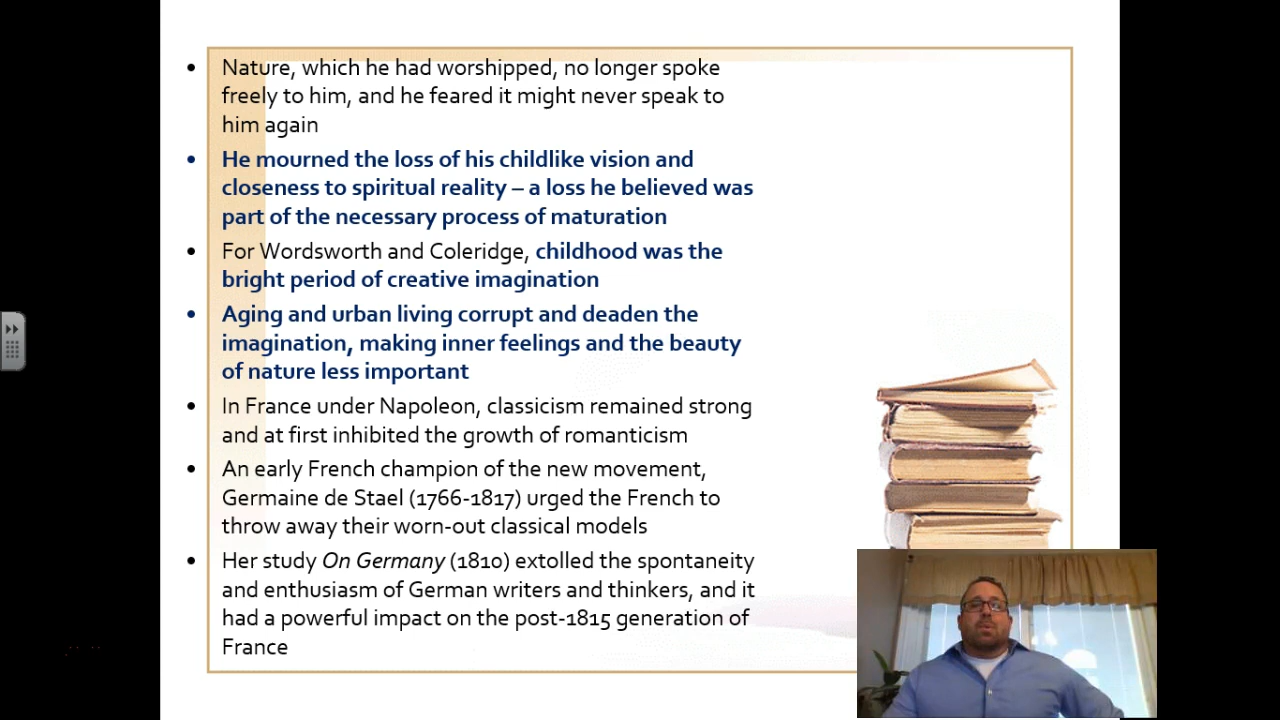 • Nature, which he had worshipped, no longer spoke
freely to him, and he feared it might never speak to
him again
• He mourned the loss of his childlike vision and
closeness to spiritual reality – a loss he believed was
part of the necessary process of maturation
• For Wordsworth and Coleridge, childhood was the
bright period of creative imagination
• Aging and urban living corrupt and deaden the
imagination, making inner feelings and the beauty
of nature less important
• In France under Napoleon, classicism remained strong
and at first inhibited the growth of romanticism
• An early French champion of the new movement,
Germaine de Stael (1766-1817) urged the French to
throw away their worn-out classical models
• Her study On Germany (1810) extolled the spontaneity
and enthusiasm of German writers and thinkers, and it
had a powerful impact on the post-1815 generation of
France